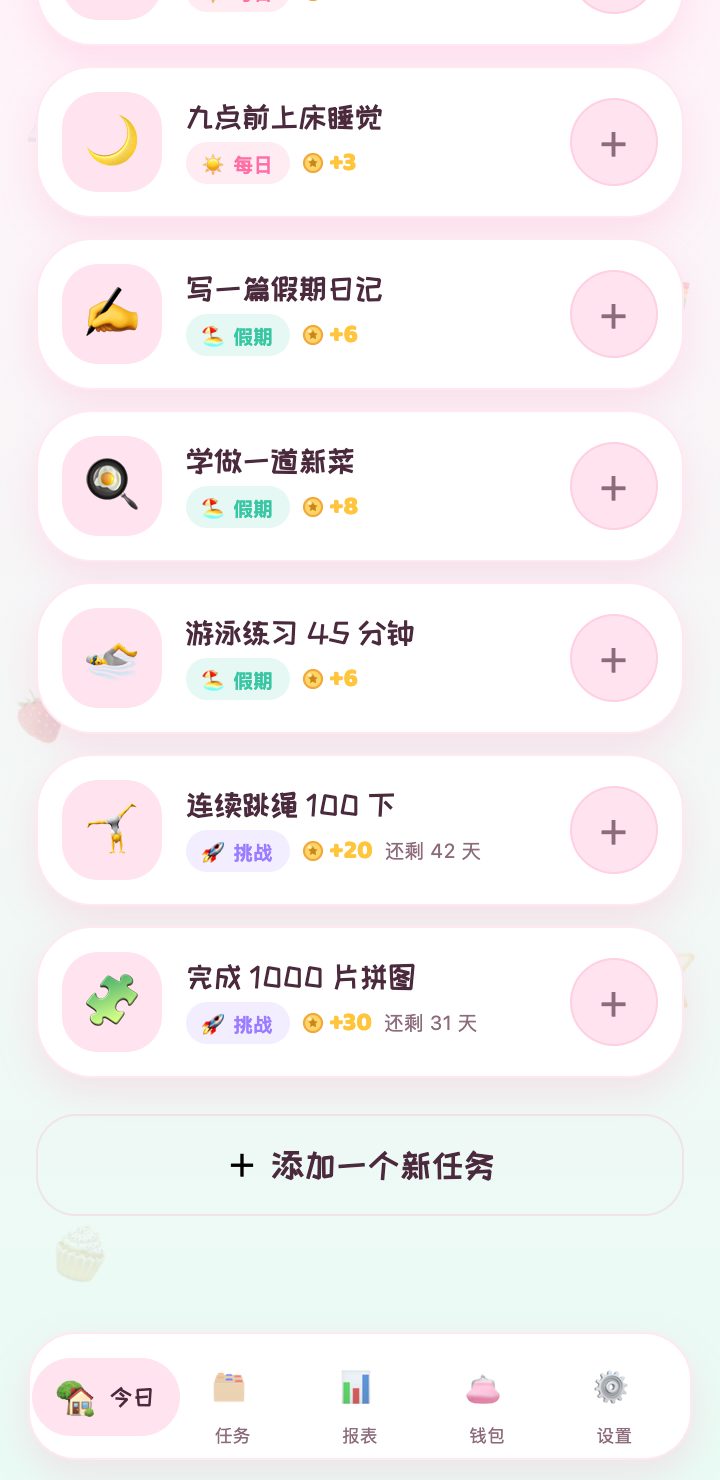 九点前上床睡觉
每日 +3
写一篇假期日记
假期 +6
学做一道新菜
假期 +8
游泳练习 45 分钟
假期 +6
连续跳绳 100 下
挑战 +20 还剩 42 天
完成 1000 片拼图
挑战 +30 还剩 31 天
+ 添加一个新任务
今日 任务 报表 钱包 设置